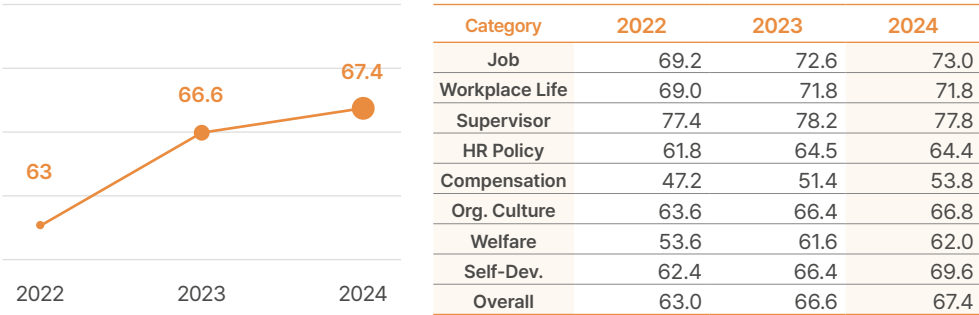 67.4
66.6
63
2022 2023 2024
Category 2022 2023 2024
Job 69.2 72.6 73.0
Workplace Life 69.0 71.8 71.8
Supervisor 77.4 78.2 77.8
HR Policy 61.8 64.5 64.4
Compensation 47.2 51.4 53.8
Org. Culture 63.6 66.4 66.8
Welfare 53.6 61.6 62.0
Self-Dev. 62.4 66.4 69.6
Overall 63.0 66.6 67.4